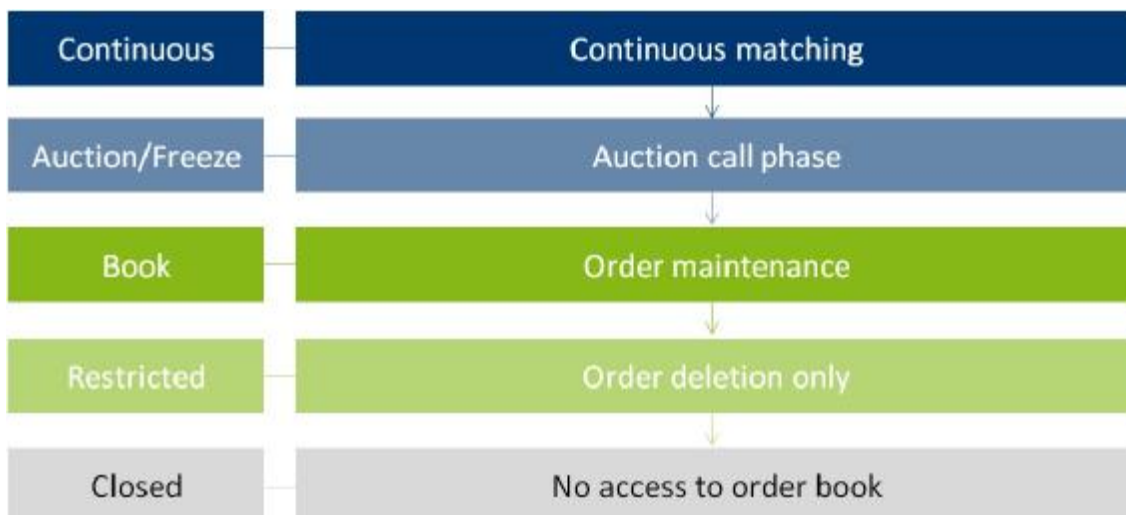 Continuous
Continuous matching
Auction/Freeze
Auction call phase
Book
Order maintenance
Restricted
Order deletion only
Closed
No access to order book